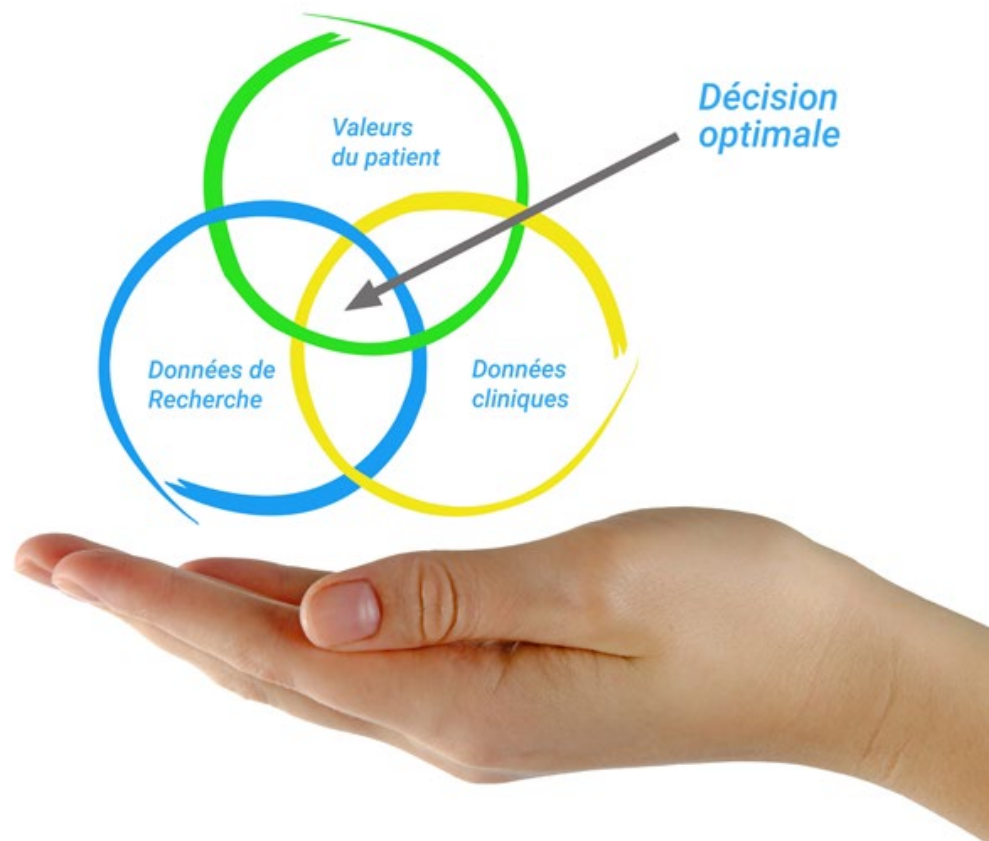 Valeurs
du patient
Décision
optimale
Données de
Recherche
Données
cliniques